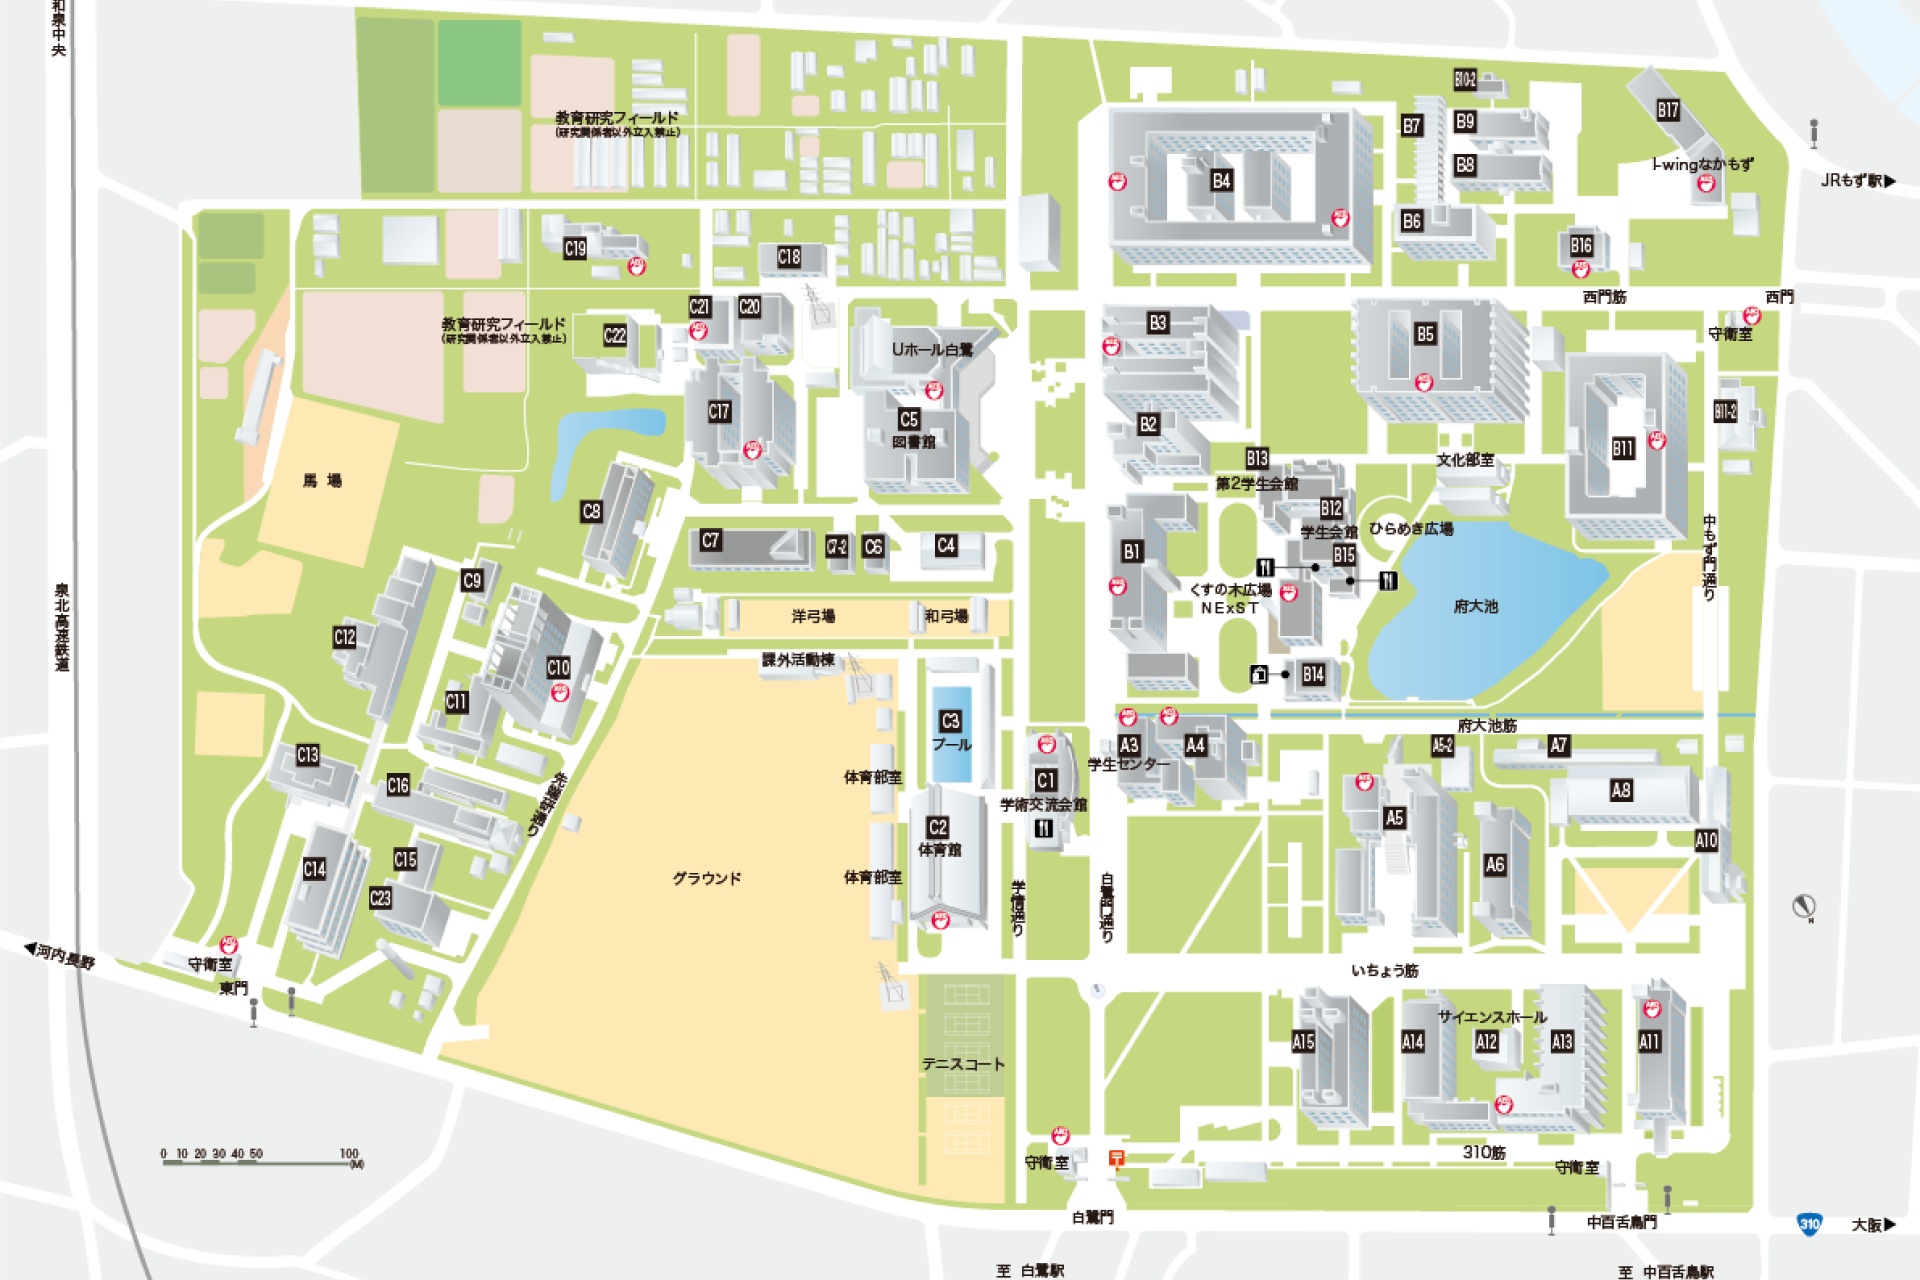 和泉中央
教育研究フィールド
(研究関係者以外立入禁止)
B10-2
B7
B9
B8
B17
I-wingなかもず
JRもず駅▶
B4
B6
B16
C19
C18
西門筋
西門
守衛室
C21
C20
教育研究フィールド
(研究関係者以外立入禁止)
C22
Uホール白鷺
B3
B5
C17
C5
図書館
B2
B11-2
B11
B13
第2学生会館
文化部室
馬 場
C8
B12
学生会館
ひらめき広場
C7
C7-2
C6
C4
B1
B15
中もず門通り
C9
くすの木広場
NExST
府大池
泉北高速鉄道
洋弓場
和弓場
C12
C10
課外活動棟
B14
C11
C3
プール
A3
学生センター
A4
府大池筋
A5-2
A7
C13
体育部室
C1
学術交流会館
C16
先端研通り
A8
A5
C2
体育館
A10
C14
C15
A6
グラウンド
体育部室
C23
学情通り
白鷺門通り
N
◀河内長野
守衛室
東門
いちょう筋
サイエンスホール
A15
A14
A12
A13
A11
テニスコート
0 10 20 30 40 50 100
(M)
守衛室
〒
310筋
守衛室
白鷺門
中百舌鳥門
310
大阪▶
至 白鷺駅
至 中百舌鳥駅
AED